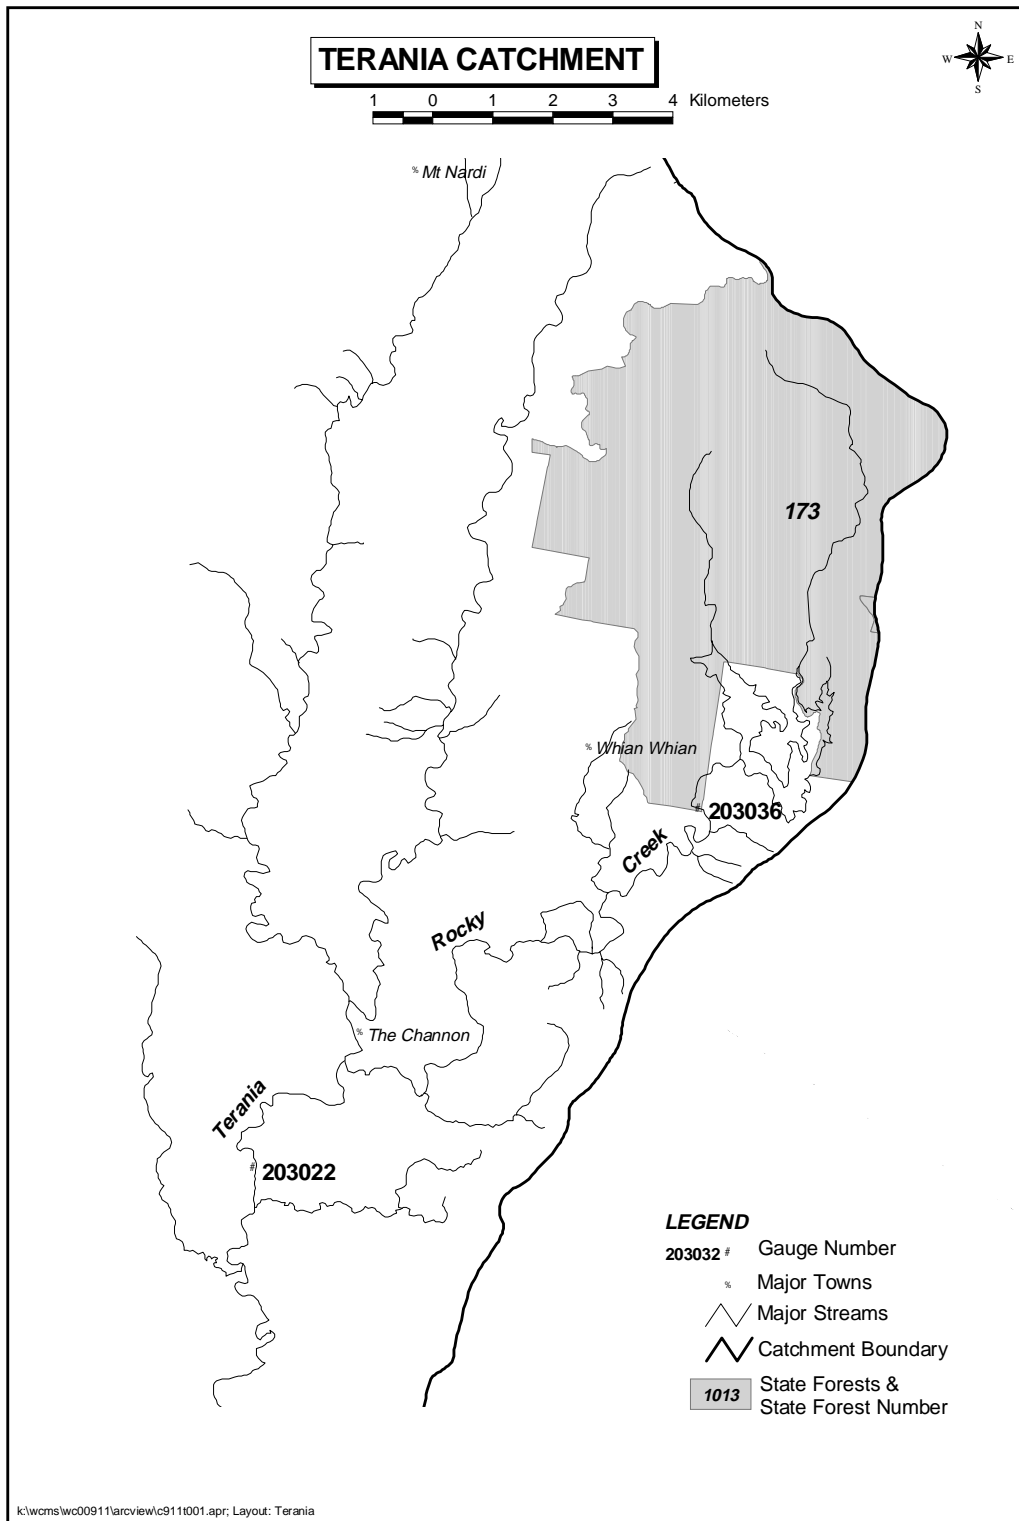 N
TERANIA CATCHMENT
W E
S
1 0 1 2 3 4 Kilometers
% Mt Nardi
173
% Whian Whian
# 203036
Creek
Rocky
% The Channon
Terania
# 203022
LEGEND
203032 # Gauge Number
% Major Towns
Major Streams
Catchment Boundary
1013 State Forests &
State Forest Number
k:\wcms\wc00911\arcview\c911t001.apr; Layout: Terania